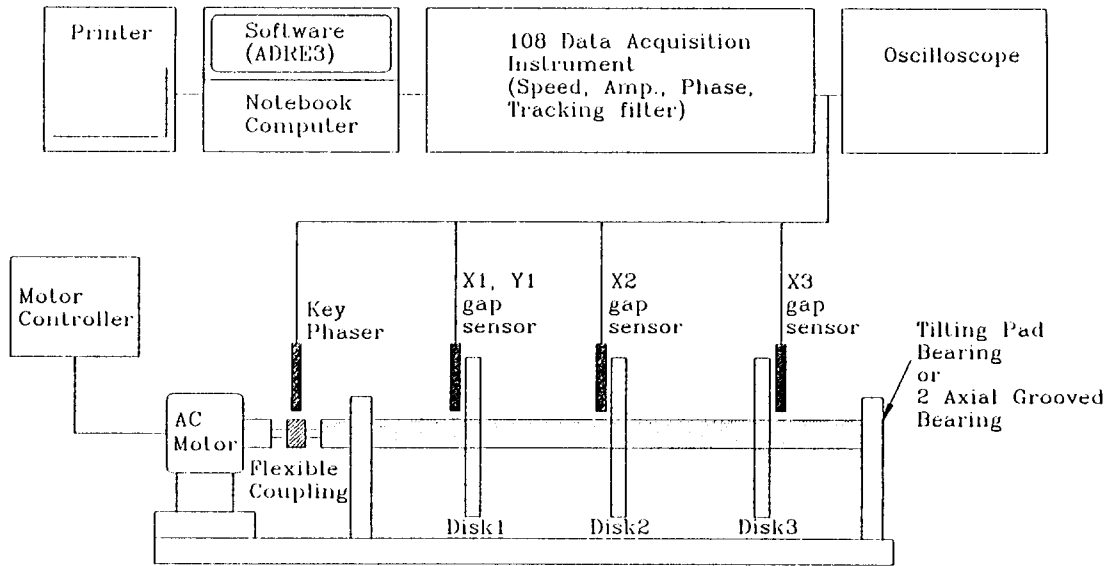 Printer
Software
(ADRE3)
Notebook
Computer
108 Data Acquisition
Instrument
(Speed, Amp., Phase,
Tracking filter)
Oscilloscope
Motor
Controller
Key
Phaser
X1, Y1
gap
sensor
X2
gap
sensor
X3
gap
sensor
Tilting Pad
Bearing
or
2 Axial Grooved
Bearing
AC
Motor
Flexible
Coupling
Disk1
Disk2
Disk3